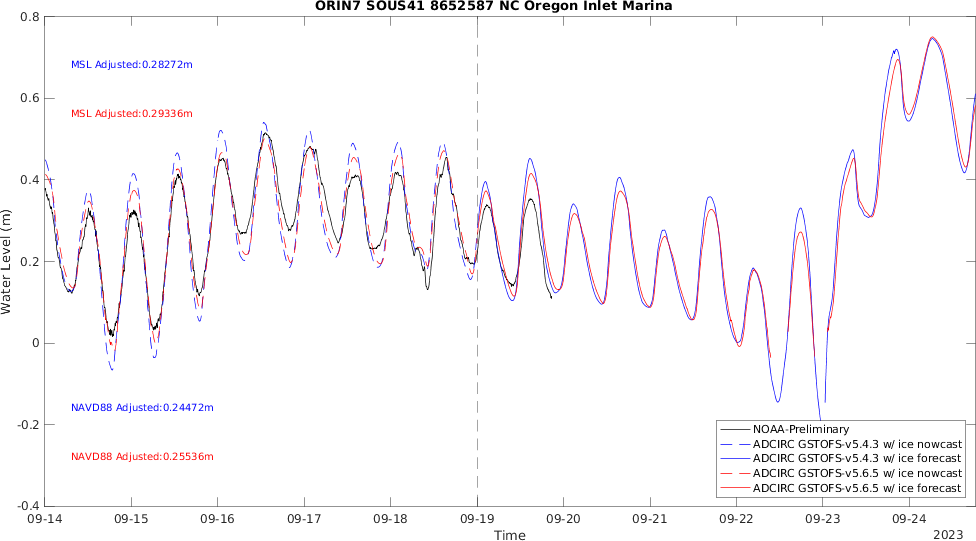 ORIN7 SOUS41 8652587 NC Oregon Inlet Marina
0.8
0.6
0.4
0.2
0
-0.2
-0.4
Water Level (m)
MSL Adjusted:0.28272m
MSL Adjusted:0.29336m
NAVD88 Adjusted:0.24472m
NAVD88 Adjusted:0.25536m
NOAA-Preliminary
ADCIRC GSTOFS-v5.4.3 w/ ice nowcast
ADCIRC GSTOFS-v5.4.3 w/ ice forecast
ADCIRC GSTOFS-v5.6.5 w/ ice nowcast
ADCIRC GSTOFS-v5.6.5 w/ ice forecast
09-14 09-15 09-16 09-17 09-18 09-19 09-20 09-21 09-22 09-23 09-24
Time
2023